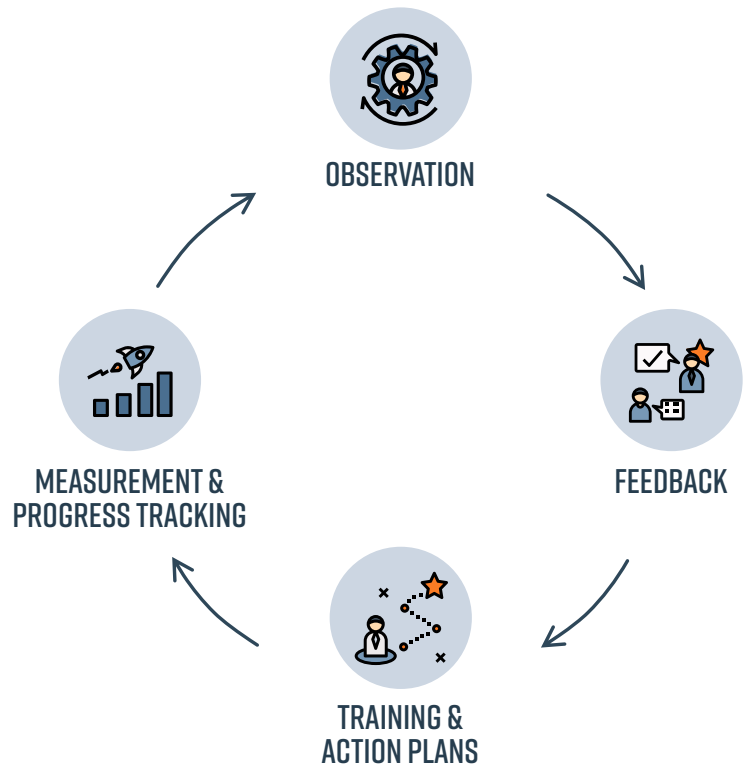 OBSERVATION
FEEDBACK
TRAINING &
ACTION PLANS
MEASUREMENT &
PROGRESS TRACKING